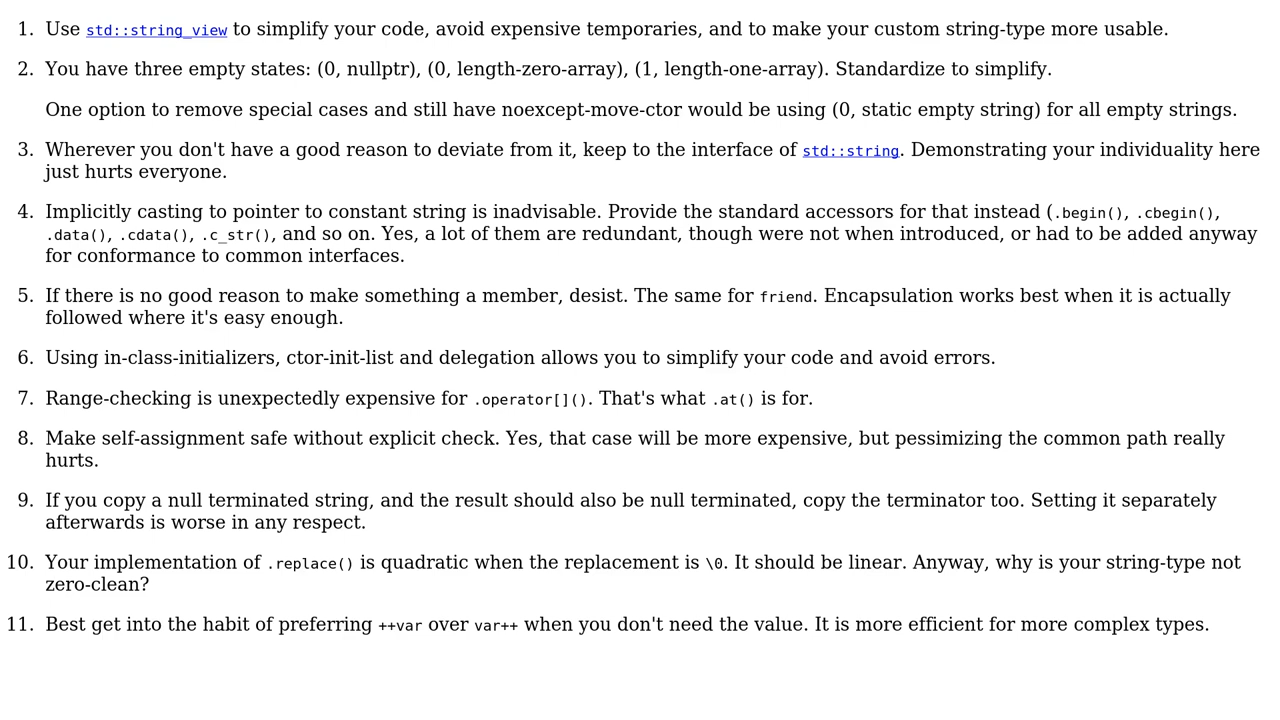 1. Use std::string_view to simplify your code, avoid expensive temporaries, and to make your custom string-type more usable.
2. You have three empty states: (0, nullptr), (0, length-zero-array), (1, length-one-array). Standardize to simplify.
One option to remove special cases and still have noexcept-move-ctor would be using (0, static empty string) for all empty strings.
3. Wherever you don't have a good reason to deviate from it, keep to the interface of std::string. Demonstrating your individuality here
just hurts everyone.
4. Implicitly casting to pointer to constant string is inadvisable. Provide the standard accessors for that instead (.begin(), .cbegin(),
.data(), .cdata(), .c_str(), and so on. Yes, a lot of them are redundant, though were not when introduced, or had to be added anyway
for conformance to common interfaces.
5. If there is no good reason to make something a member, desist. The same for friend. Encapsulation works best when it is actually
followed where it's easy enough.
6. Using in-class-initializers, ctor-init-list and delegation allows you to simplify your code and avoid errors.
7. Range-checking is unexpectedly expensive for .operator[](). That's what .at() is for.
8. Make self-assignment safe without explicit check. Yes, that case will be more expensive, but pessimizing the common path really
hurts.
9. If you copy a null terminated string, and the result should also be null terminated, copy the terminator too. Setting it separately
afterwards is worse in any respect.
10. Your implementation of .replace() is quadratic when the replacement is \0. It should be linear. Anyway, why is your string-type not
zero-clean?
11. Best get into the habit of preferring ++var over var++ when you don't need the value. It is more efficient for more complex types.